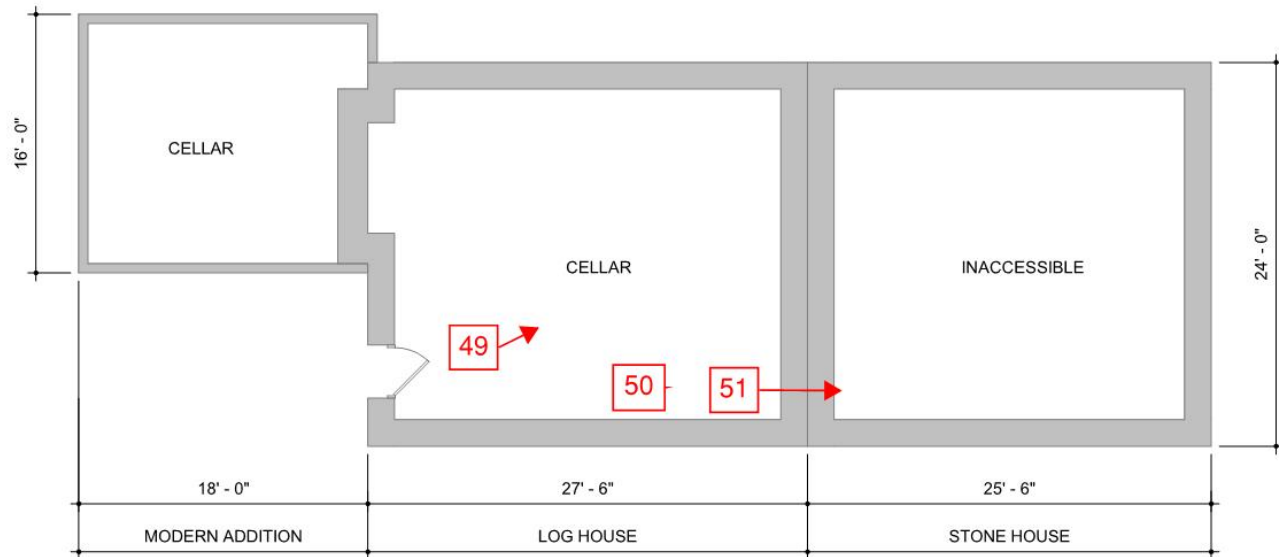 16' - 0"
CELLAR
CELLAR
INACCESSIBLE
24' - 0"
49
50
51
18' - 0"
27' - 6"
25' - 6"
MODERN ADDITION
LOG HOUSE
STONE HOUSE